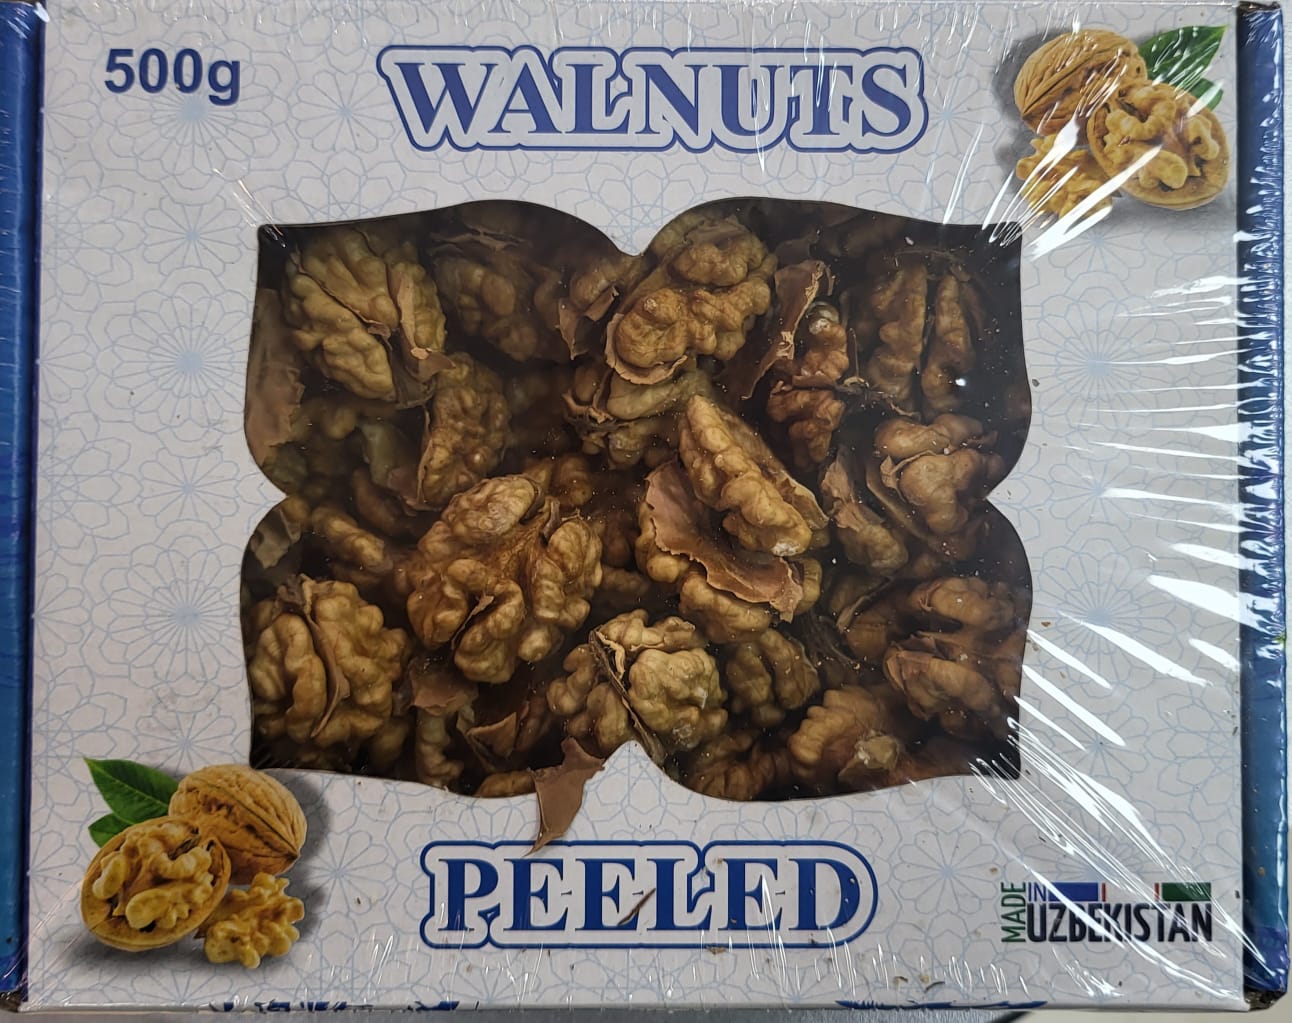 500g
WALNUTS
PEELED
MADE IN
UZBEKISTAN